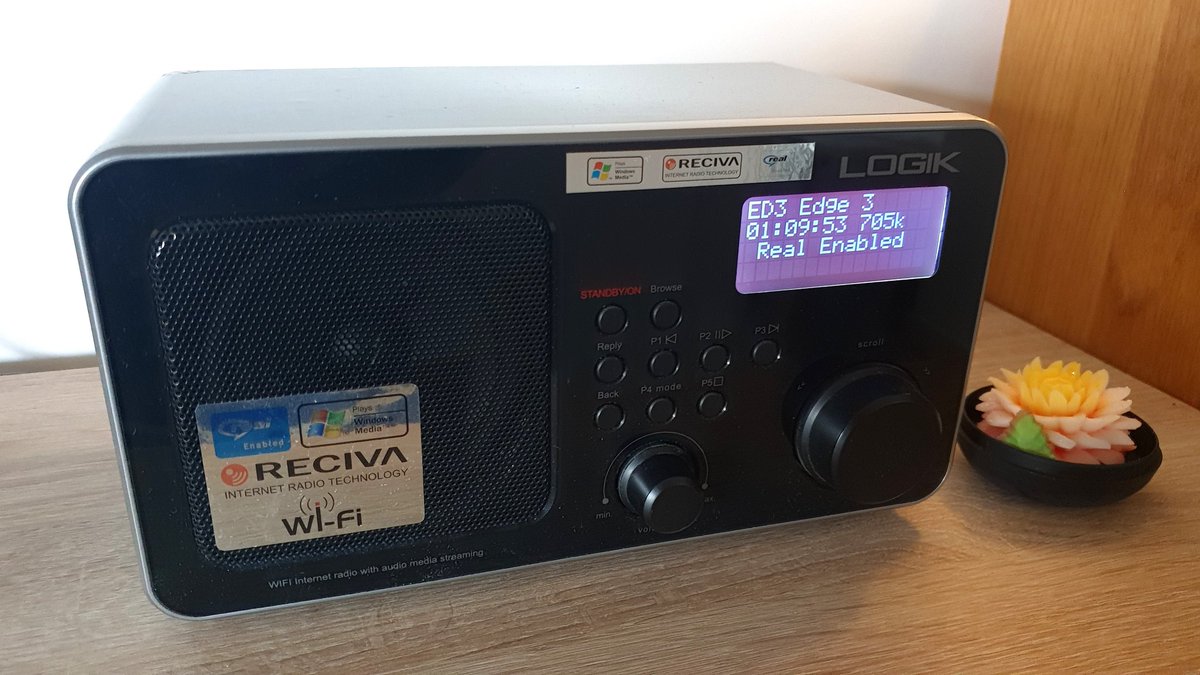 Plays
Windows
Media™
RECIVA
INTERNET RADIO TECHNOLOGY
real
LOGIK
ED3 Edge 3
01:09:53 705k
Real Enabled
STANDBY/ON
Browse
Reply
P1
P2
P3
scroll
Back
P4 mode
P5
min.
Enabled
Plays
Windows
Media
RECIVA
INTERNET RADIO TECHNOLOGY
Wi-Fi
WIFI Internet radio with audio media streaming